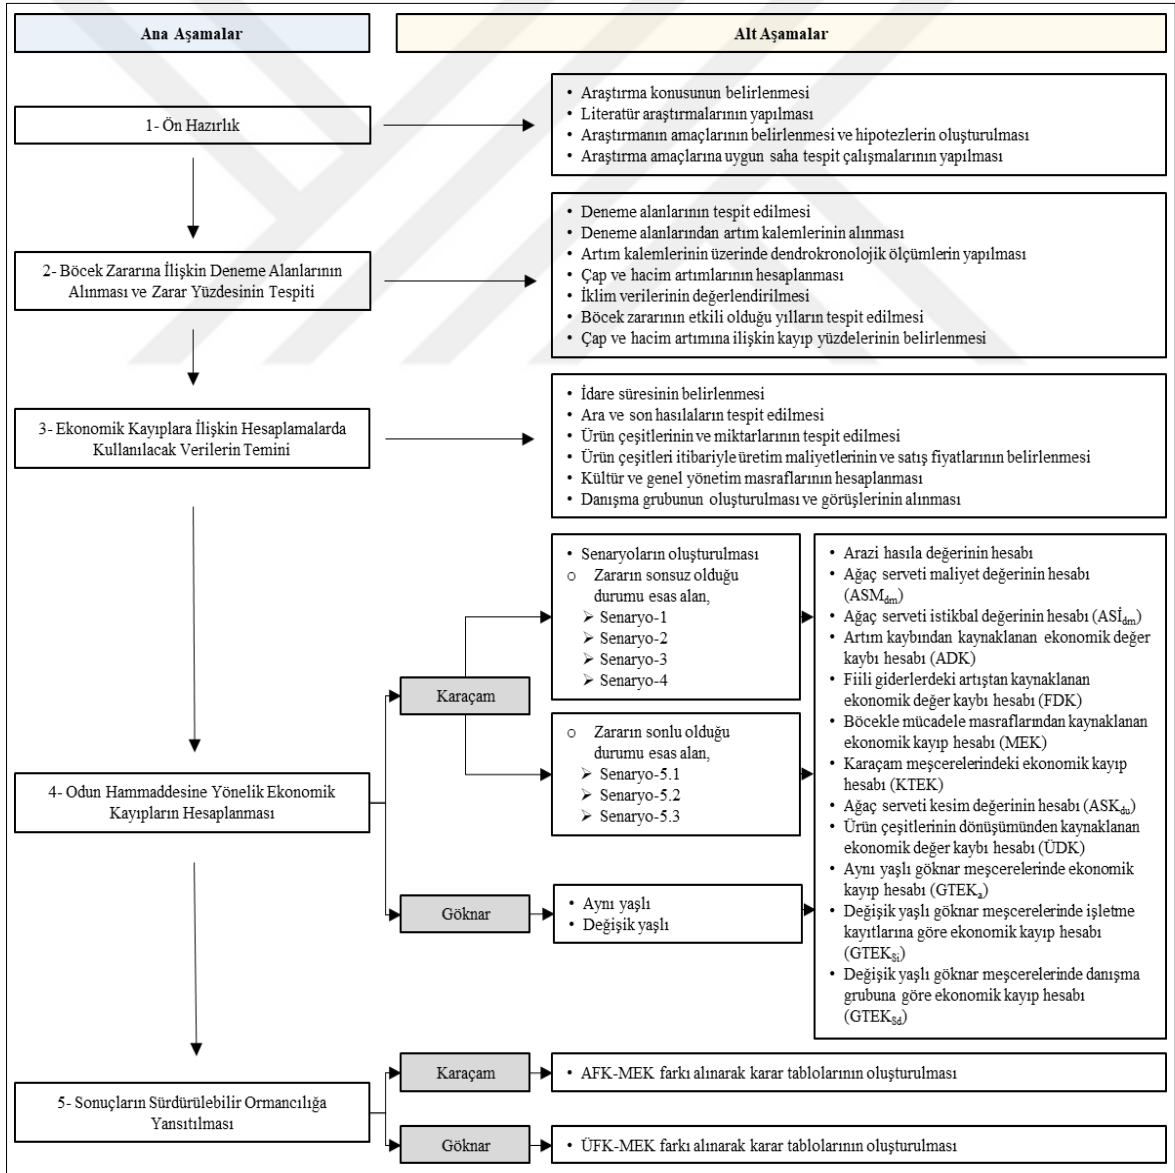 Ana Aşamalar
Alt Aşamalar
1- Ön Hazırlık
• Araştırma konusunun belirlenmesi
• Literatür araştırmalarının yapılması
• Araştırmanın amaçlarının belirlenmesi ve hipotezlerin oluşturulması
• Araştırma amaçlarına uygun saha tespit çalışmalarının yapılması
2- Böcek Zararına İlişkin Deneme Alanlarının
Alınması ve Zarar Yüzdesinin Tespiti
• Deneme alanlarının tespit edilmesi
• Deneme alanlarından artım kalemlerinin alınması
• Artım kalemlerinin üzerinde dendrokronolojik ölçümlerin yapılması
• Çap ve hacim artımlarının hesaplanması
• İklim verilerinin değerlendirilmesi
• Böcek zararının etkili olduğu yılların tespit edilmesi
• Çap ve hacim artımına ilişkin kayıp yüzdelerinin belirlenmesi
3- Ekonomik Kayıplara İlişkin Hesaplamalarda
Kullanılacak Verilerin Temini
• İdare süresinin belirlenmesi
• Ara ve son hasılaların tespit edilmesi
• Ürün çeşitlerinin ve miktarlarının tespit edilmesi
• Ürün çeşitleri itibariyle üretim maliyetlerinin ve satış fiyatlarının belirlenmesi
• Kültür ve genel yönetim masraflarının hesaplanması
• Danışma grubunun oluşturulması ve görüşlerinin alınması
4- Odun Hammaddesine Yönelik Ekonomik
Kayıpların Hesaplanması
Karaçam
• Senaryoların oluşturulması
o Zararın sonsuz olduğu
durumu esas alan,
➢ Senaryo-1
➢ Senaryo-2
➢ Senaryo-3
➢ Senaryo-4
o Zararın sonlu olduğu
durumu esas alan,
➢ Senaryo-5.1
➢ Senaryo-5.2
➢ Senaryo-5.3
Göknar
• Aynı yaşlı
• Değişik yaşlı
• Arazi hasıla değerinin hesabı
• Ağaç serveti maliyet değerinin hesabı
(ASMdm)
• Ağaç serveti istikbal değerinin hesabı (ASİdm)
• Artım kaybından kaynaklanan ekonomik değer
kaybı hesabı (ADK)
• Fiili giderlerdeki artıştan kaynaklanan
ekonomik değer kaybı hesabı (FDK)
• Böcekle mücadele masraflarından kaynaklanan
ekonomik kayıp hesabı (MEK)
• Karaçam meşcerelerindeki ekonomik kayıp
hesabı (KTEK)
• Ağaç serveti kesim değerinin hesabı (ASKdu)
• Ürün çeşitlerinin dönüşümünden kaynaklanan
ekonomik değer kaybı hesabı (ÜDK)
• Aynı yaşlı göknar meşcerelerinde ekonomik
kayıp hesabı (GTEKa)
• Değişik yaşlı göknar meşcerelerinde işletme
kayıtlarına göre ekonomik kayıp hesabı
(GTEKSi)
• Değişik yaşlı göknar meşcerelerinde danışma
grubuna göre ekonomik kayıp hesabı
(GTEKSd)
5- Sonuçların Sürdürülebilir Ormancılığa
Yansıtılması
Karaçam
• AFK-MEK farkı alınarak karar tablolarının oluşturulması
Göknar
• ÜFK-MEK farkı alınarak karar tablolarının oluşturulması